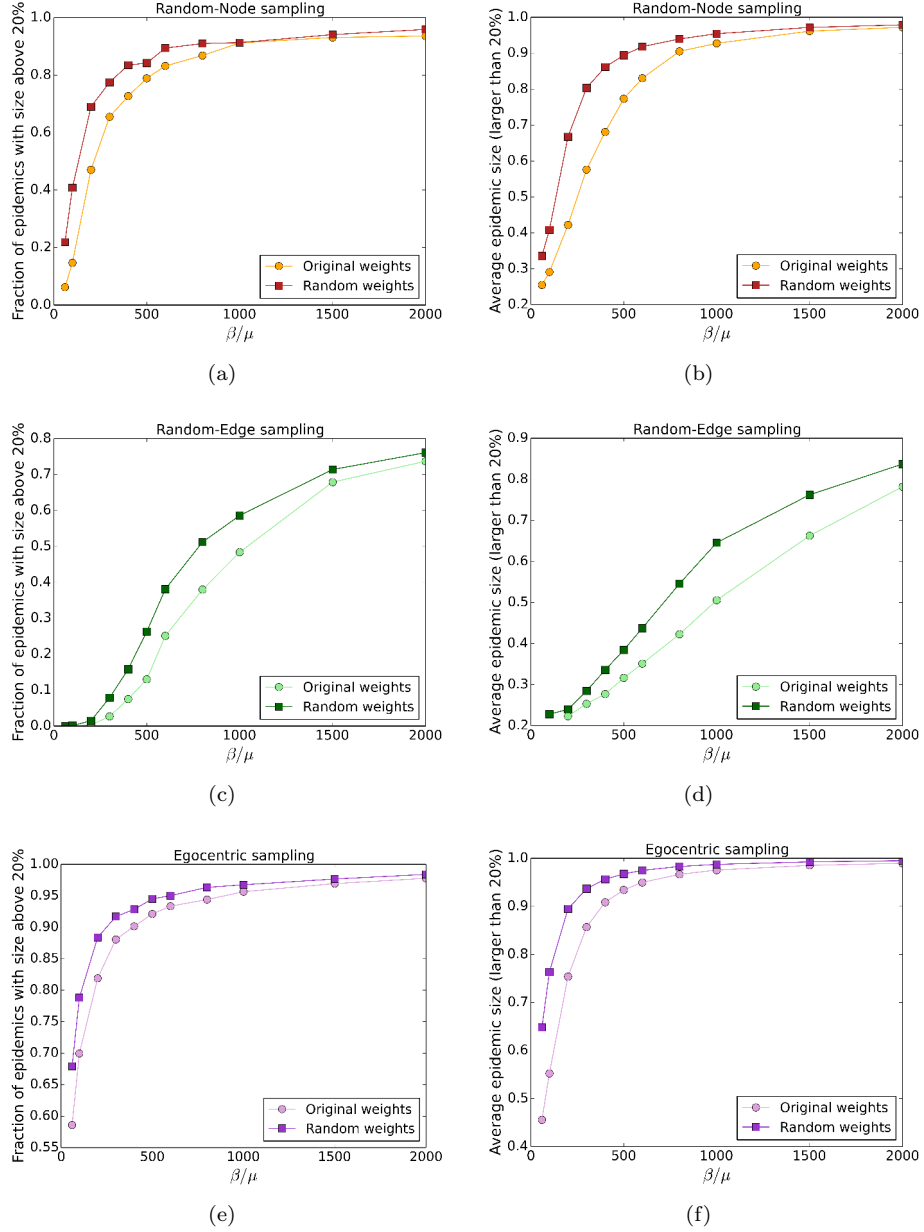 Random-Node sampling
Fraction of epidemics with size above 20%
1.0
0.8
0.6
0.4
0.2
0.0
0 500 1000 1500 2000
β/μ
Original weights
Random weights
(a)
Random-Node sampling
Average epidemic size (larger than 20%)
1.0
0.9
0.8
0.7
0.6
0.5
0.4
0.3
0.2
0 500 1000 1500 2000
β/μ
Original weights
Random weights
(b)
Random-Edge sampling
Fraction of epidemics with size above 20%
0.8
0.7
0.6
0.5
0.4
0.3
0.2
0.1
0.0
0 500 1000 1500 2000
β/μ
Original weights
Random weights
(c)
Random-Edge sampling
Average epidemic size (larger than 20%)
0.9
0.8
0.7
0.6
0.5
0.4
0.3
0.2
0 500 1000 1500 2000
β/μ
Original weights
Random weights
(d)
Egocentric sampling
Fraction of epidemics with size above 20%
1.00
0.95
0.90
0.85
0.80
0.75
0.70
0.65
0.60
0.55
0 500 1000 1500 2000
β/μ
Original weights
Random weights
(e)
Egocentric sampling
Average epidemic size (larger than 20%)
1.0
0.9
0.8
0.7
0.6
0.5
0.4
0 500 1000 1500 2000
β/μ
Original weights
Random weights
(f)